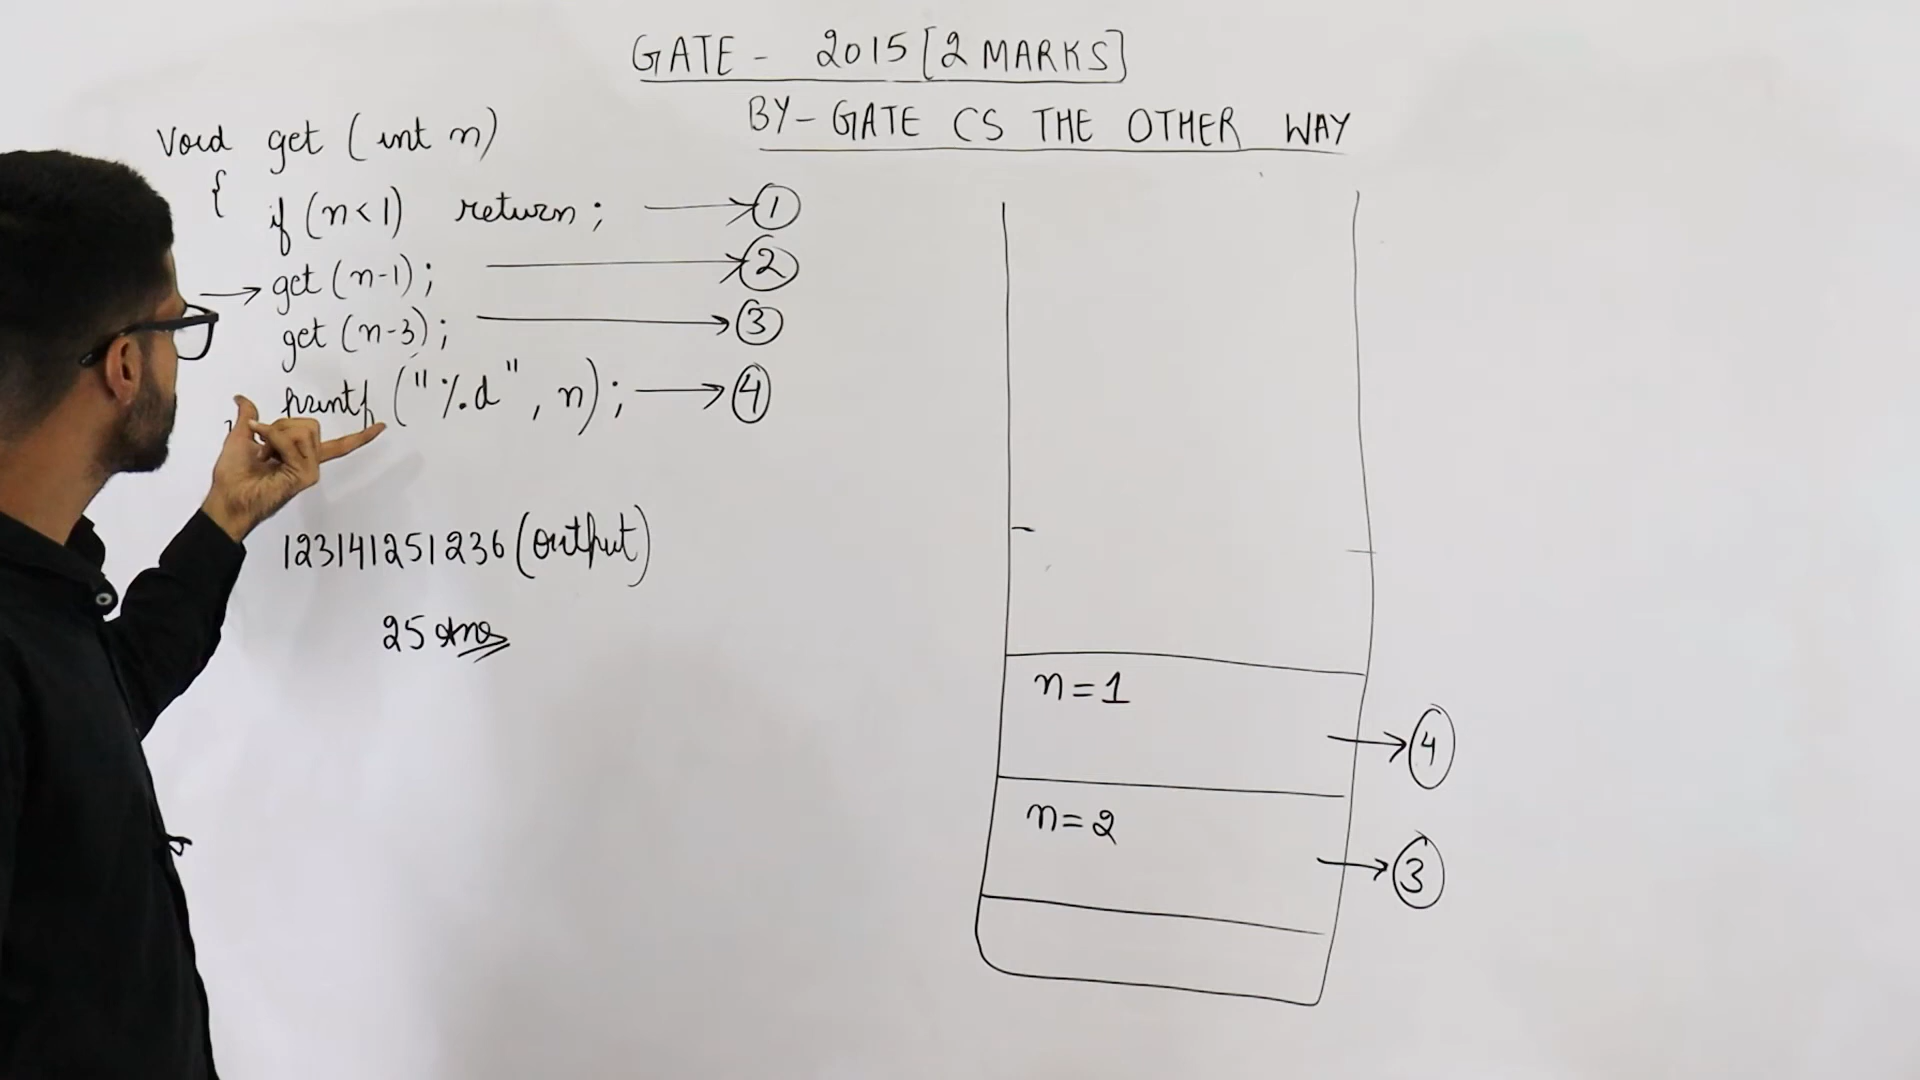 GATE - 2015 [2 MARKS]
BY- GATE CS THE OTHER WAY
Void get (int n)
{
if (n<1) return; → 1
→ get (n-1); → 2
get (n-3); → 3
printf ("%d", n); → 4
123141251236 (output)
25 Ans
n=1 → 4
n=2 → 3